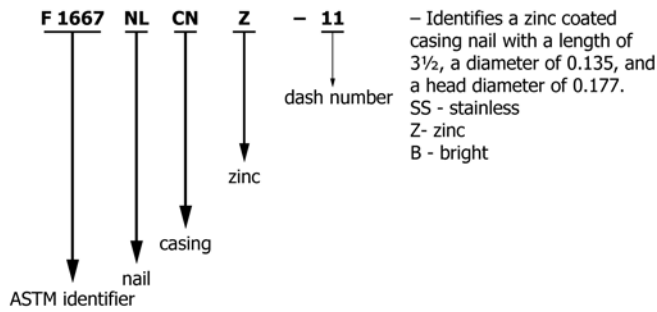 F 1667 NL CN Z – 11
– Identifies a zinc coated
casing nail with a length of
3½, a diameter of 0.135, and
a head diameter of 0.177.
SS - stainless
Z- zinc
B - bright
dash number
zinc
casing
nail
ASTM identifier